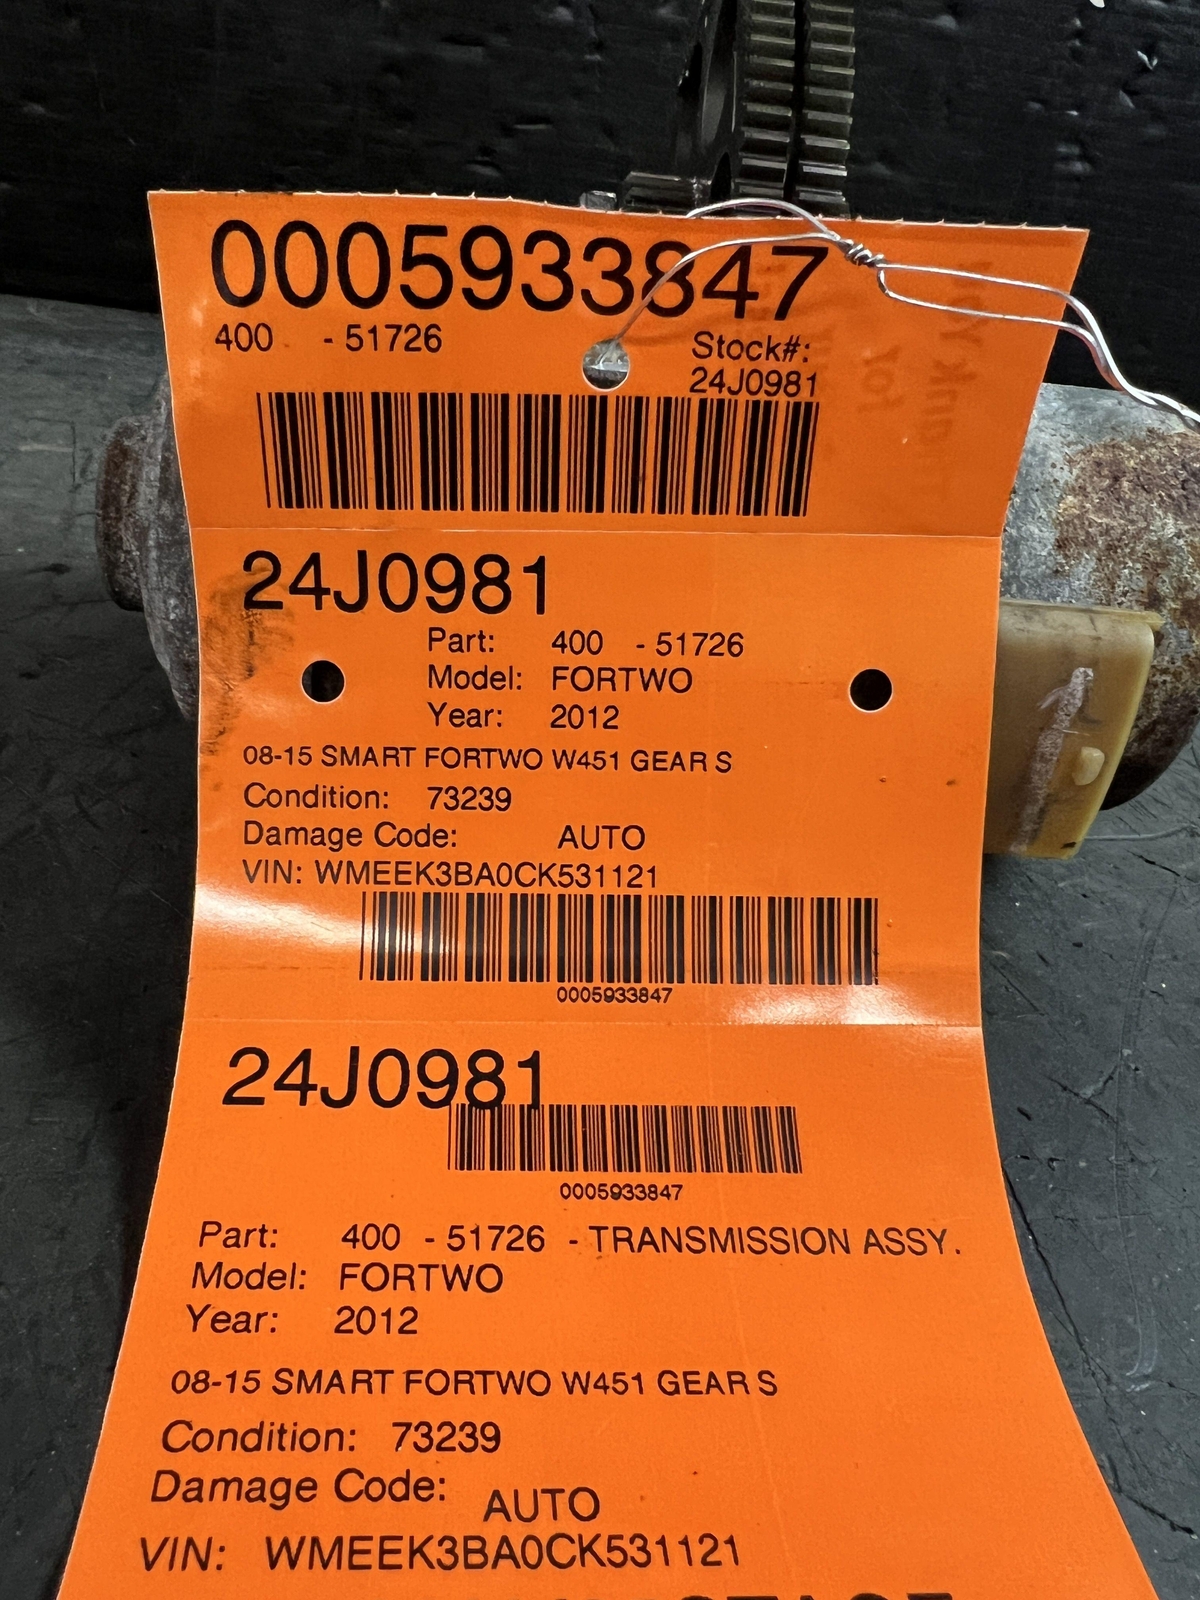 0005933847
400 - 51726
Stock#:
24J0981
24J0981
Part: 400 - 51726
Model: FORTWO
Year: 2012
08-15 SMART FORTWO W451 GEAR S
Condition: 73239
Damage Code: AUTO
VIN: WMEEK3BA0CK531121
0005933847
24J0981
0005933847
Part: 400 - 51726 - TRANSMISSION ASSY.
Model: FORTWO
Year: 2012
08-15 SMART FORTWO W451 GEAR S
Condition: 73239
Damage Code: AUTO
VIN: WMEEK3BA0CK531121